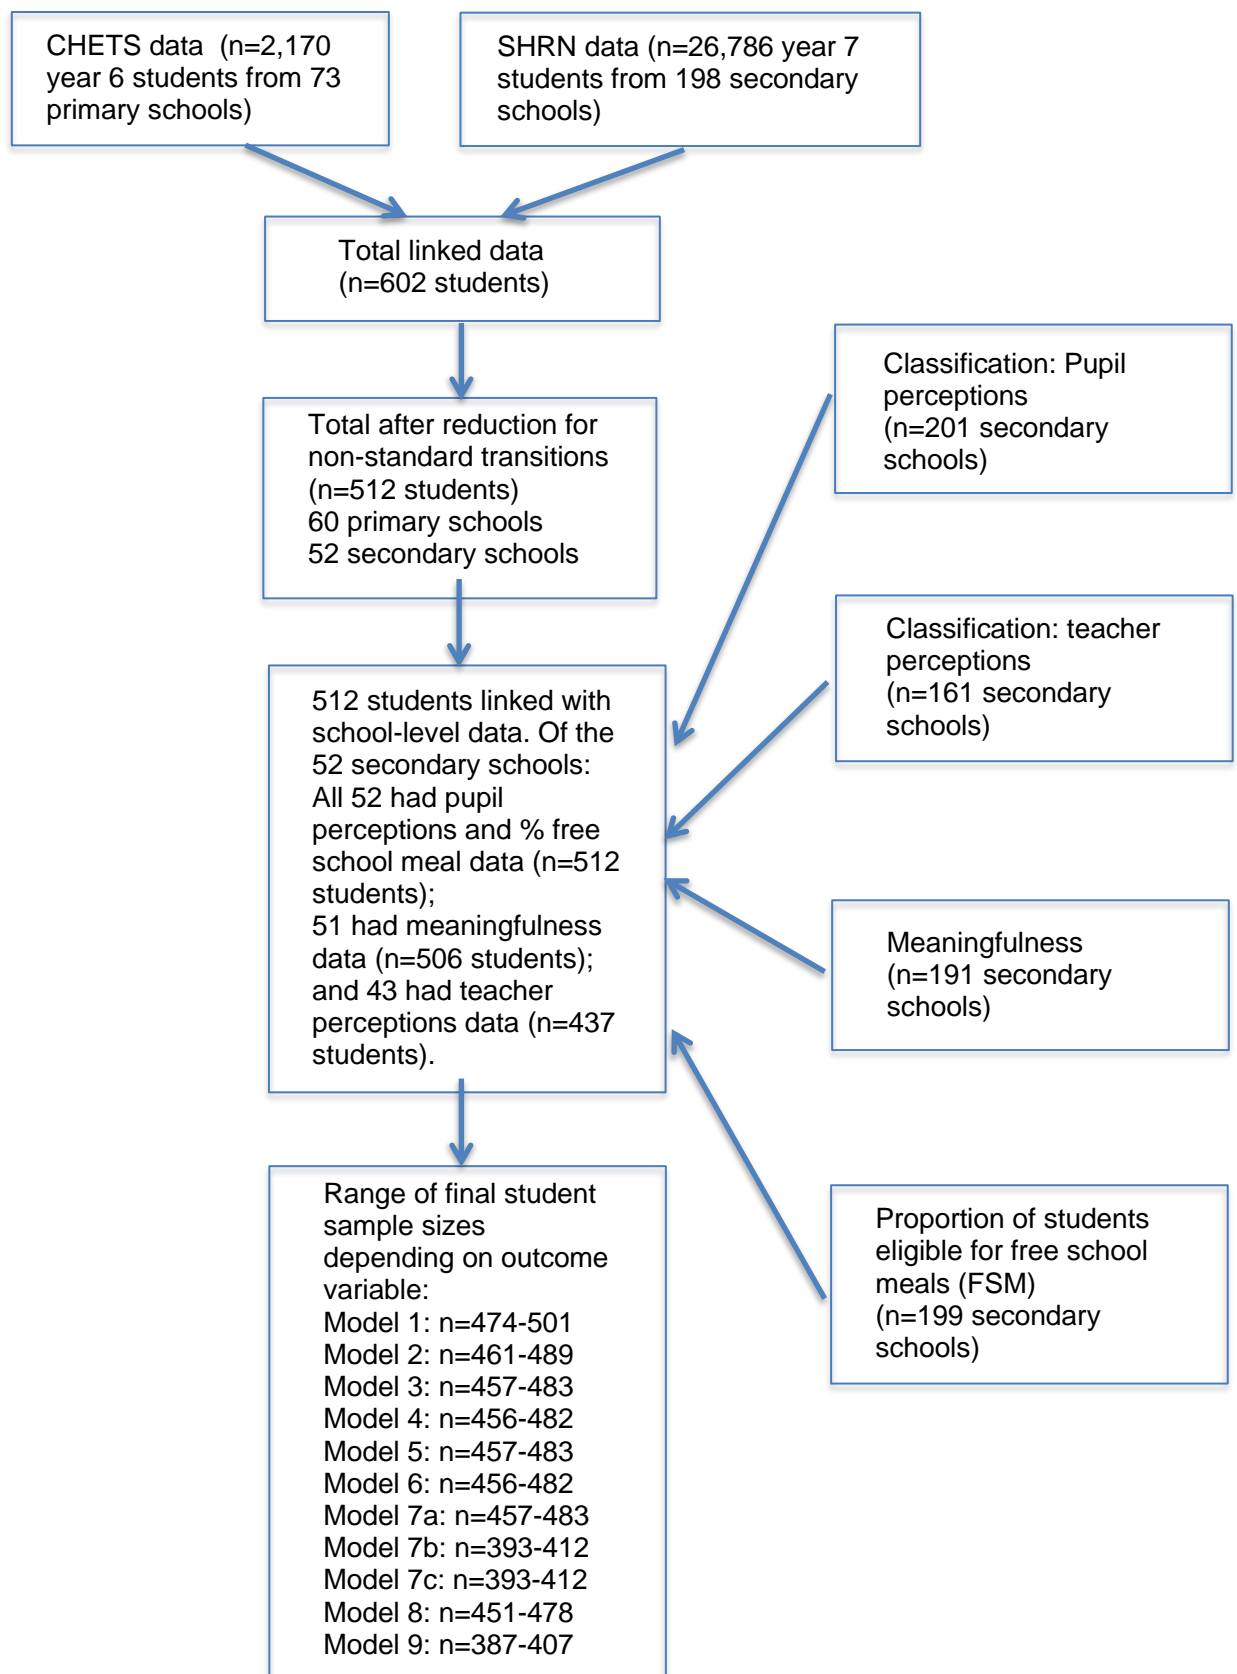 CHETS data  (n=2,170
year 6 students from 73
primary schools)
SHRN data (n=26,786 year 7
students from 198 secondary
schools)
Total linked data
(n=602 students)
Total after reduction for
non-standard transitions
(n=512 students)
60 primary schools
52 secondary schools
Classification: Pupil
perceptions
(n=201 secondary
schools)
Classification: teacher
perceptions
(n=161 secondary
schools)
512 students linked with
school-level data. Of the
52 secondary schools:
All 52 had pupil
perceptions and % free
school meal data (n=512
students);
51 had meaningfulness
data (n=506 students);
and 43 had teacher
perceptions data (n=437
students).
Meaningfulness
(n=191 secondary
schools)
Proportion of students
eligible for free school
meals (FSM)
(n=199 secondary
schools)
Range of final student
sample sizes
depending on outcome
variable:
Model 1: n=474-501
Model 2: n=461-489
Model 3: n=457-483
Model 4: n=456-482
Model 5: n=457-483
Model 6: n=456-482
Model 7a: n=457-483
Model 7b: n=393-412
Model 7c: n=393-412
Model 8: n=451-478
Model 9: n=387-407